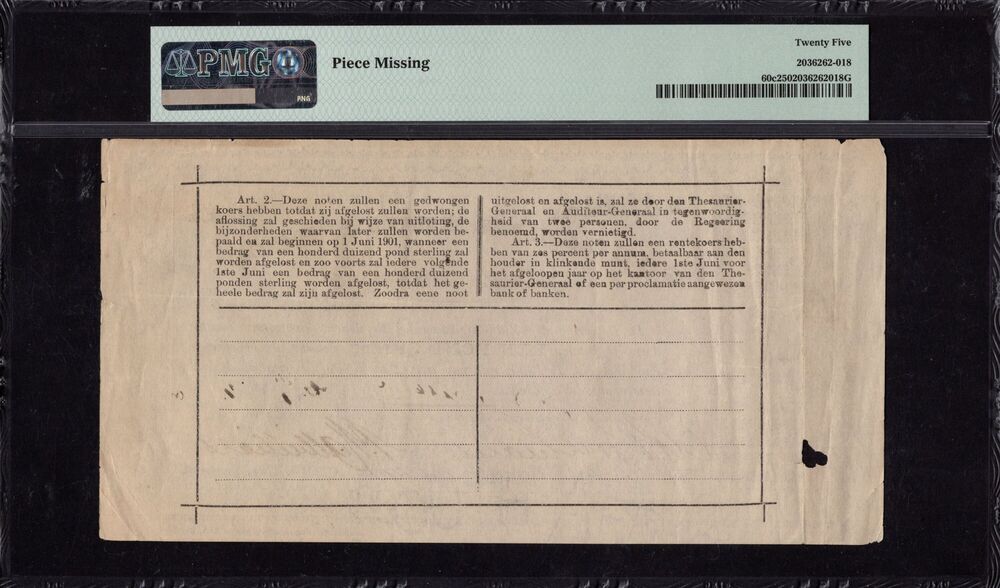 PMG
PNG
Piece Missing
Twenty Five
2036262-018
60c2502036262018G
Art. 2.—Deze noten zullen een gedwongen
koers hebben totdat zij afgelost zullen worden; de
aflossing zal geschieden bij wijze van uitloting, de
bijzonderheden waarvan later zullen worden be-
paald en zal beginnen op 1 Juni 1901, wanneer een
bedrag van een honderd duizend pond sterling zal
worden afgelost en zoo voorts zal iedere volgende
1ste Juni een bedrag van een honderd duizend
ponden sterling worden afgelost, totdat het ge-
heele bedrag zal zijn afgelost. Zoodra eene noot
uitgeloot en afgelost is, zal ze door den Thesaurier-
Generaal en Auditeur-Generaal in tegenwoordig-
heid van twee personen, door de Regeering
benoemd, worden vernietigd.
Art. 3.—Deze noten zullen een rentekoers heb-
ben van zes percent per annum, betaalbaar aan den
houder in klinkende munt, iedere 1ste Juni voor
het afgeloopen jaar op het kantoor van den The-
saurier-Generaal of een per proclamatie aangewezen
bank of banken.